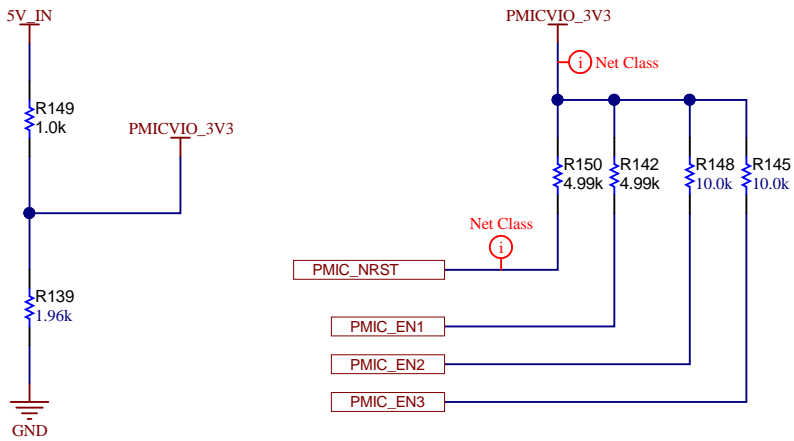 5V_IN
R149
1.0k
PMICVIO_3V3
R139
1.96k
GND
PMICVIO_3V3
i Net Class
R150
4.99k
R142
4.99k
R148
10.0k
R145
10.0k
Net Class
i
PMIC_NRST
PMIC_EN1
PMIC_EN2
PMIC_EN3